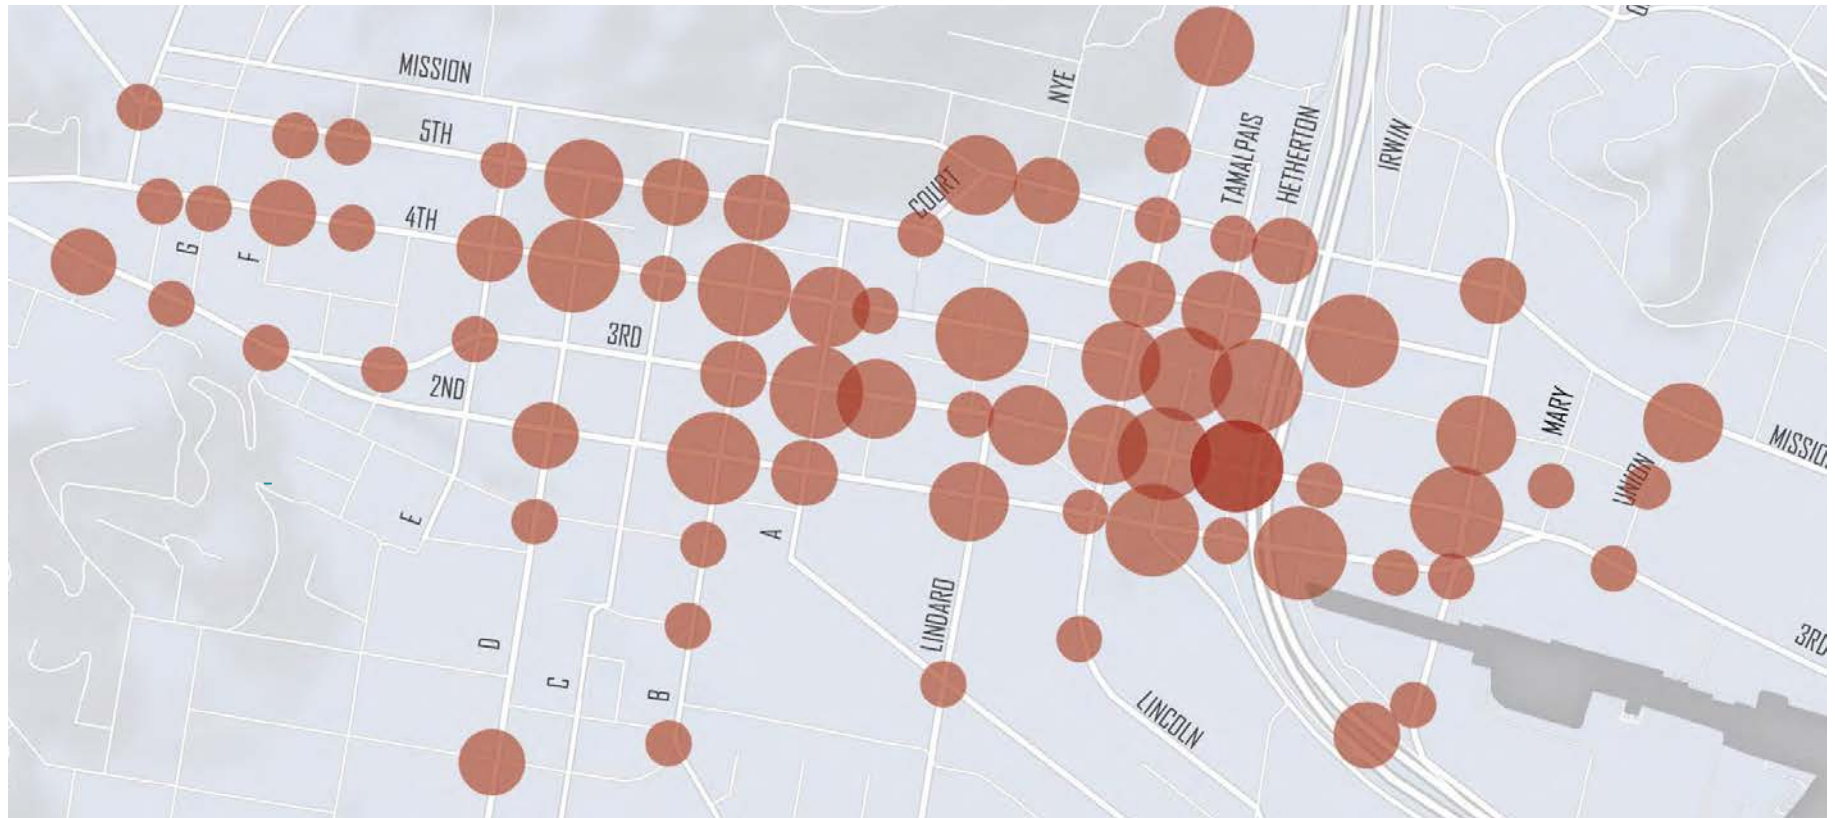 MISSION
NYE
5TH
TAMALPAIS
HETHERTON
IRWIN
COURT
4TH
G
F
3RD
2ND
MARY
MISSION
UNION
E
A
LINDARD
3RD
D
C
B
LINCOLN